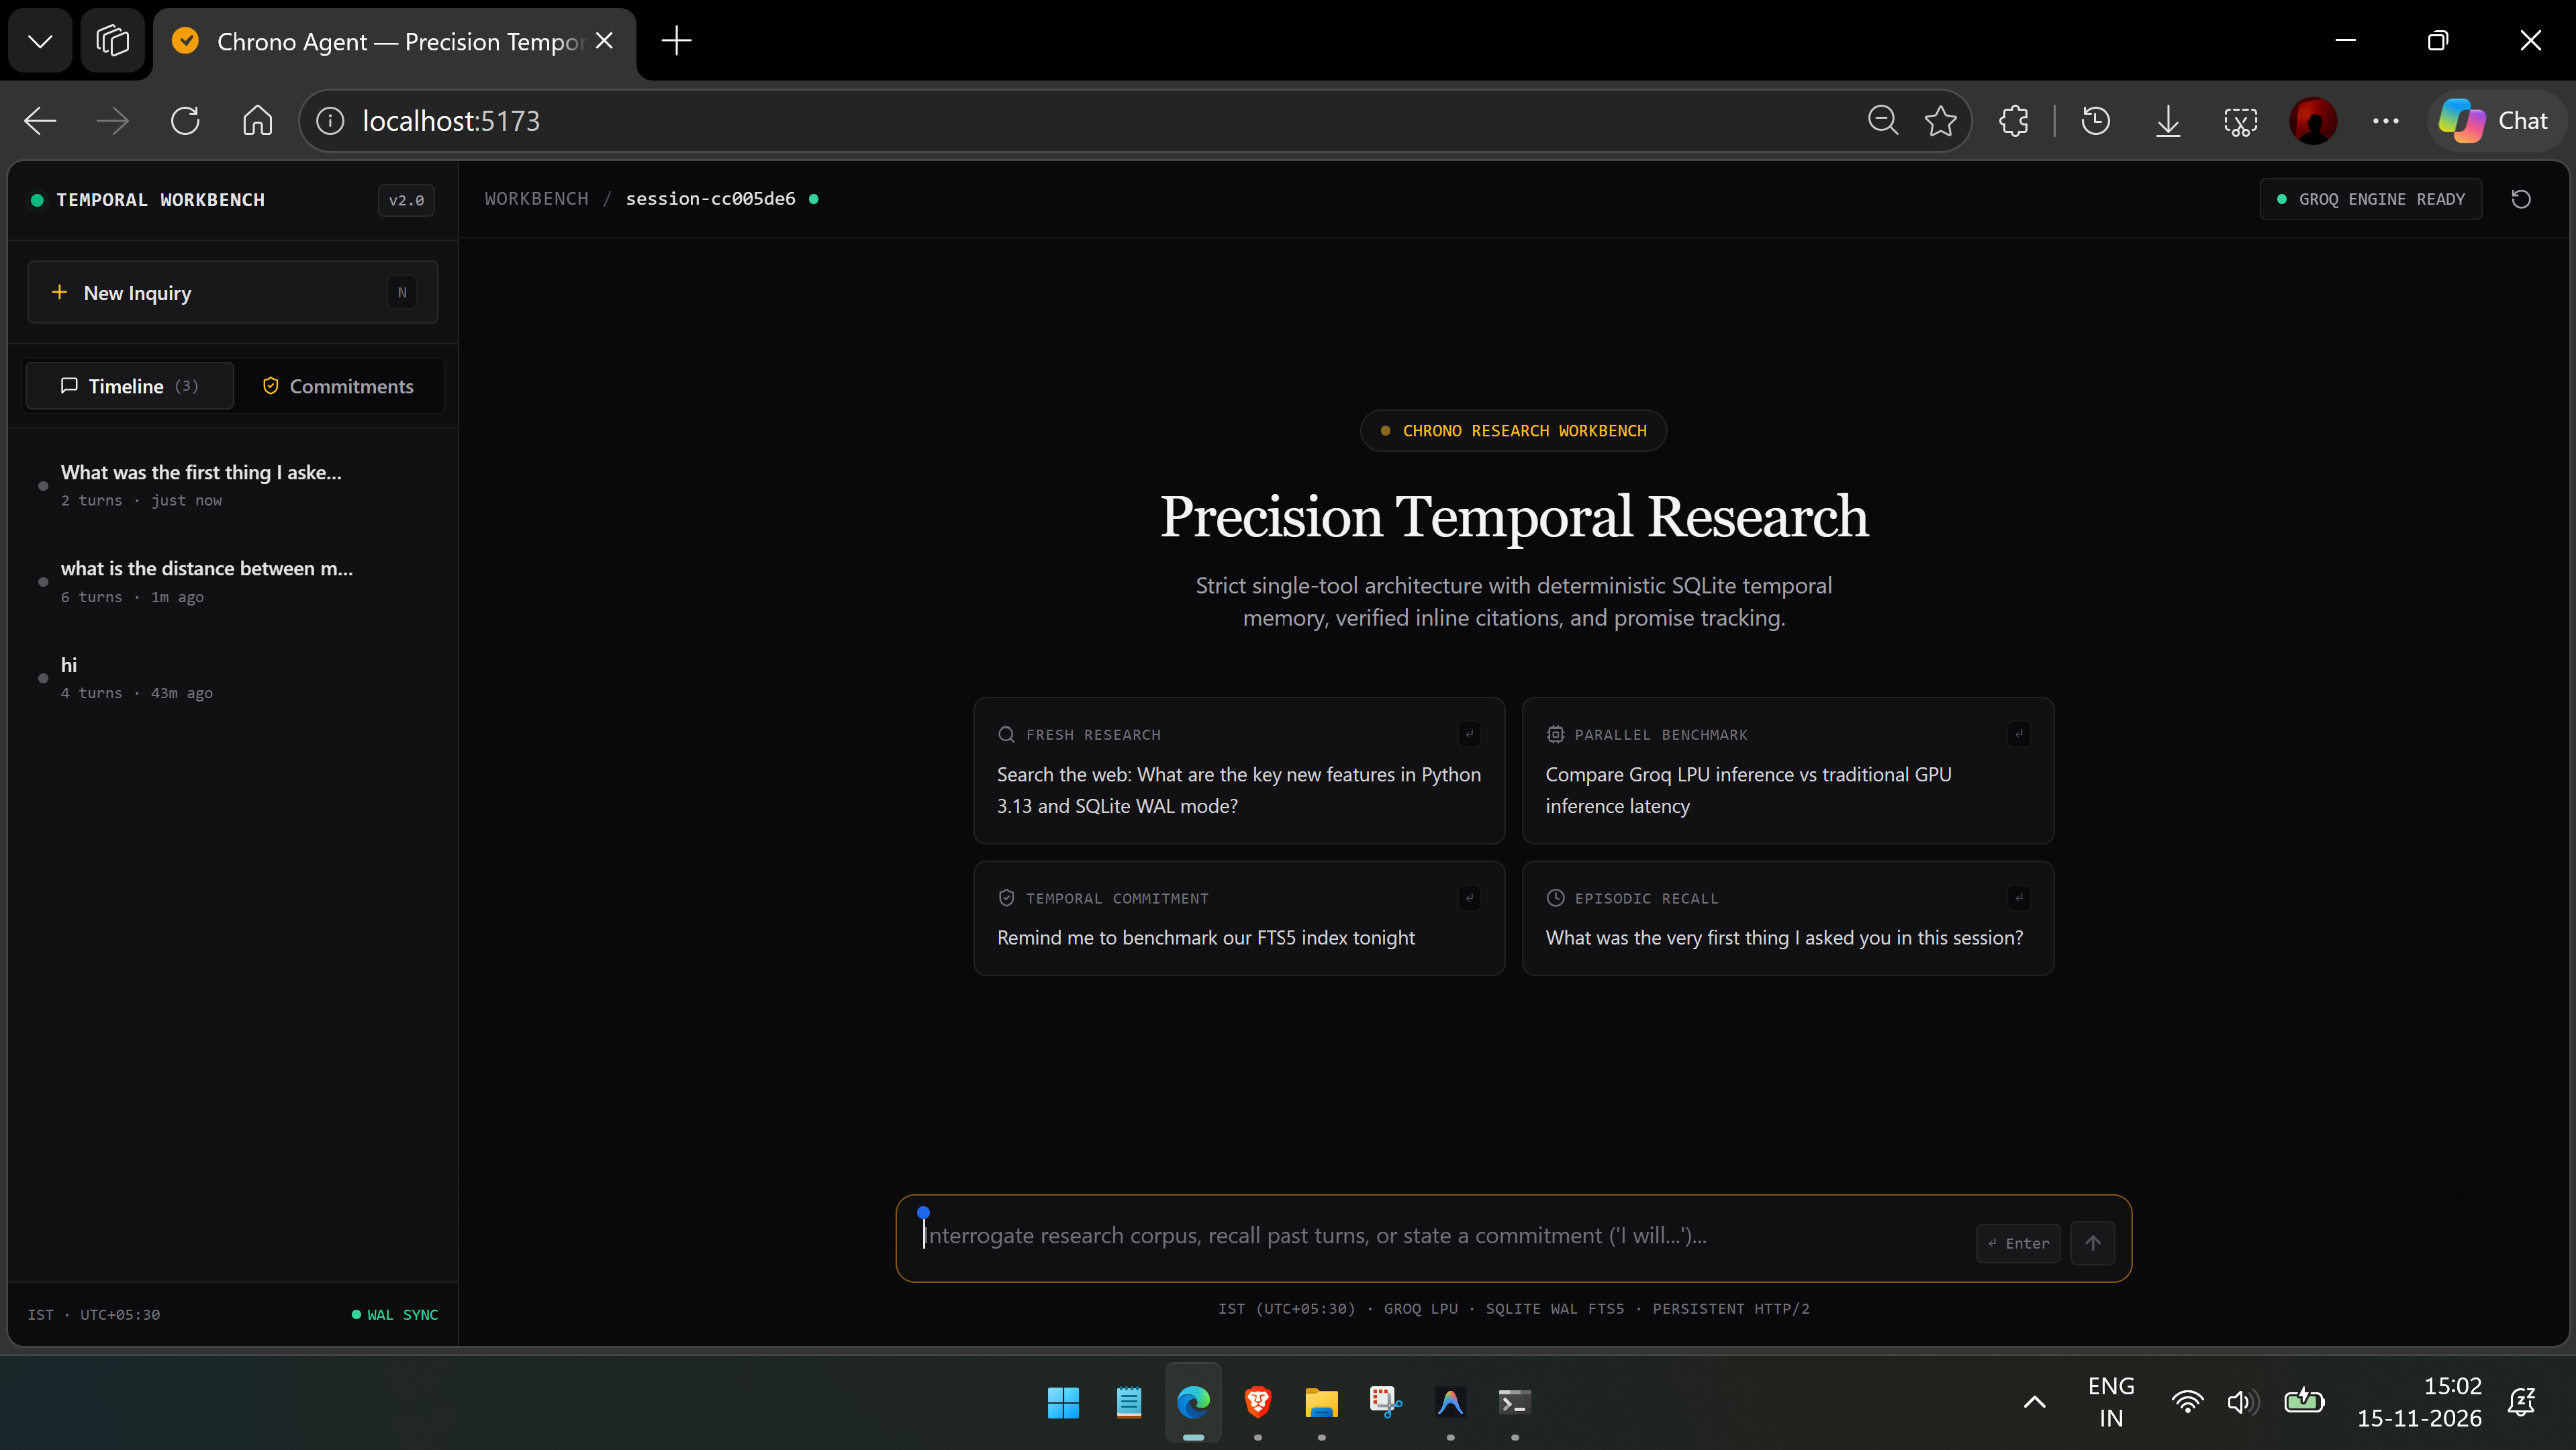 Chrono Agent — Precision Tempor
localhost:5173
Chat
TEMPORAL WORKBENCH
v2.0
WORKBENCH / session-cc005de6
GROQ ENGINE READY
New Inquiry
N
Timeline (3)
Commitments
What was the first thing I aske...
2 turns · just now
what is the distance between m...
6 turns · 1m ago
hi
4 turns · 43m ago
CHRONO RESEARCH WORKBENCH
Precision Temporal Research
Strict single-tool architecture with deterministic SQLite temporal
memory, verified inline citations, and promise tracking.
FRESH RESEARCH
↵
Search the web: What are the key new features in Python
3.13 and SQLite WAL mode?
PARALLEL BENCHMARK
↵
Compare Groq LPU inference vs traditional GPU
inference latency
TEMPORAL COMMITMENT
↵
Remind me to benchmark our FTS5 index tonight
EPISODIC RECALL
↵
What was the very first thing I asked you in this session?
Interrogate research corpus, recall past turns, or state a commitment ('I will...')...
↵ Enter
IST (UTC+05:30) · GROQ LPU · SQLITE WAL FTS5 · PERSISTENT HTTP/2
IST · UTC+05:30
WAL SYNC
ENG
IN
15:02
15-11-2026